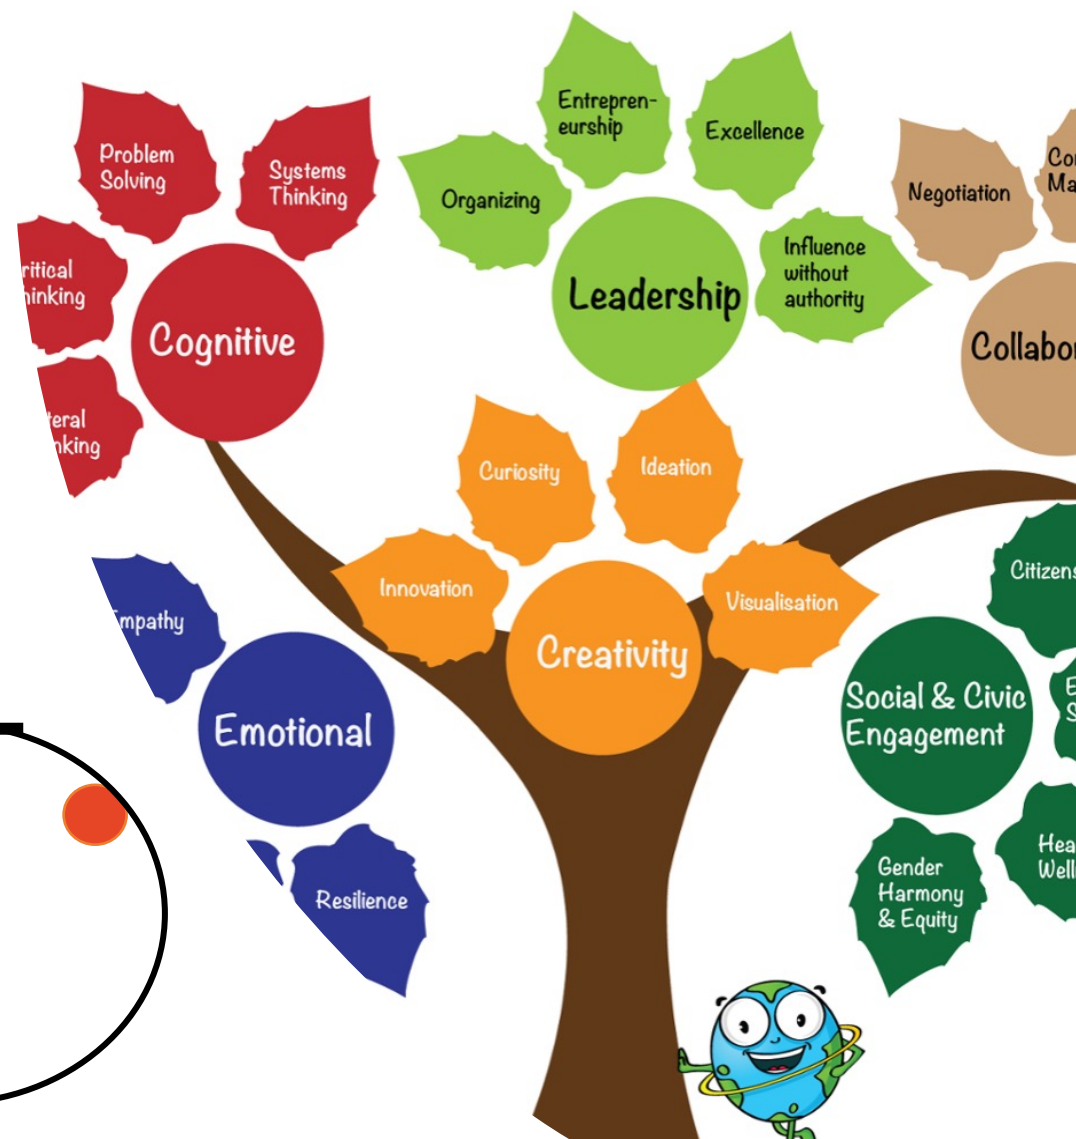 Entrepren-
eurship
Excellence
Organizing
Influence
without
authority
Leadership
Problem
Solving
Systems
Thinking
Cognitive
Negotiation
Curiosity
Ideation
Innovation
Visualisation
Creativity
Emotional
Resilience
Social & Civic
Engagement
Gender
Harmony
& Equity